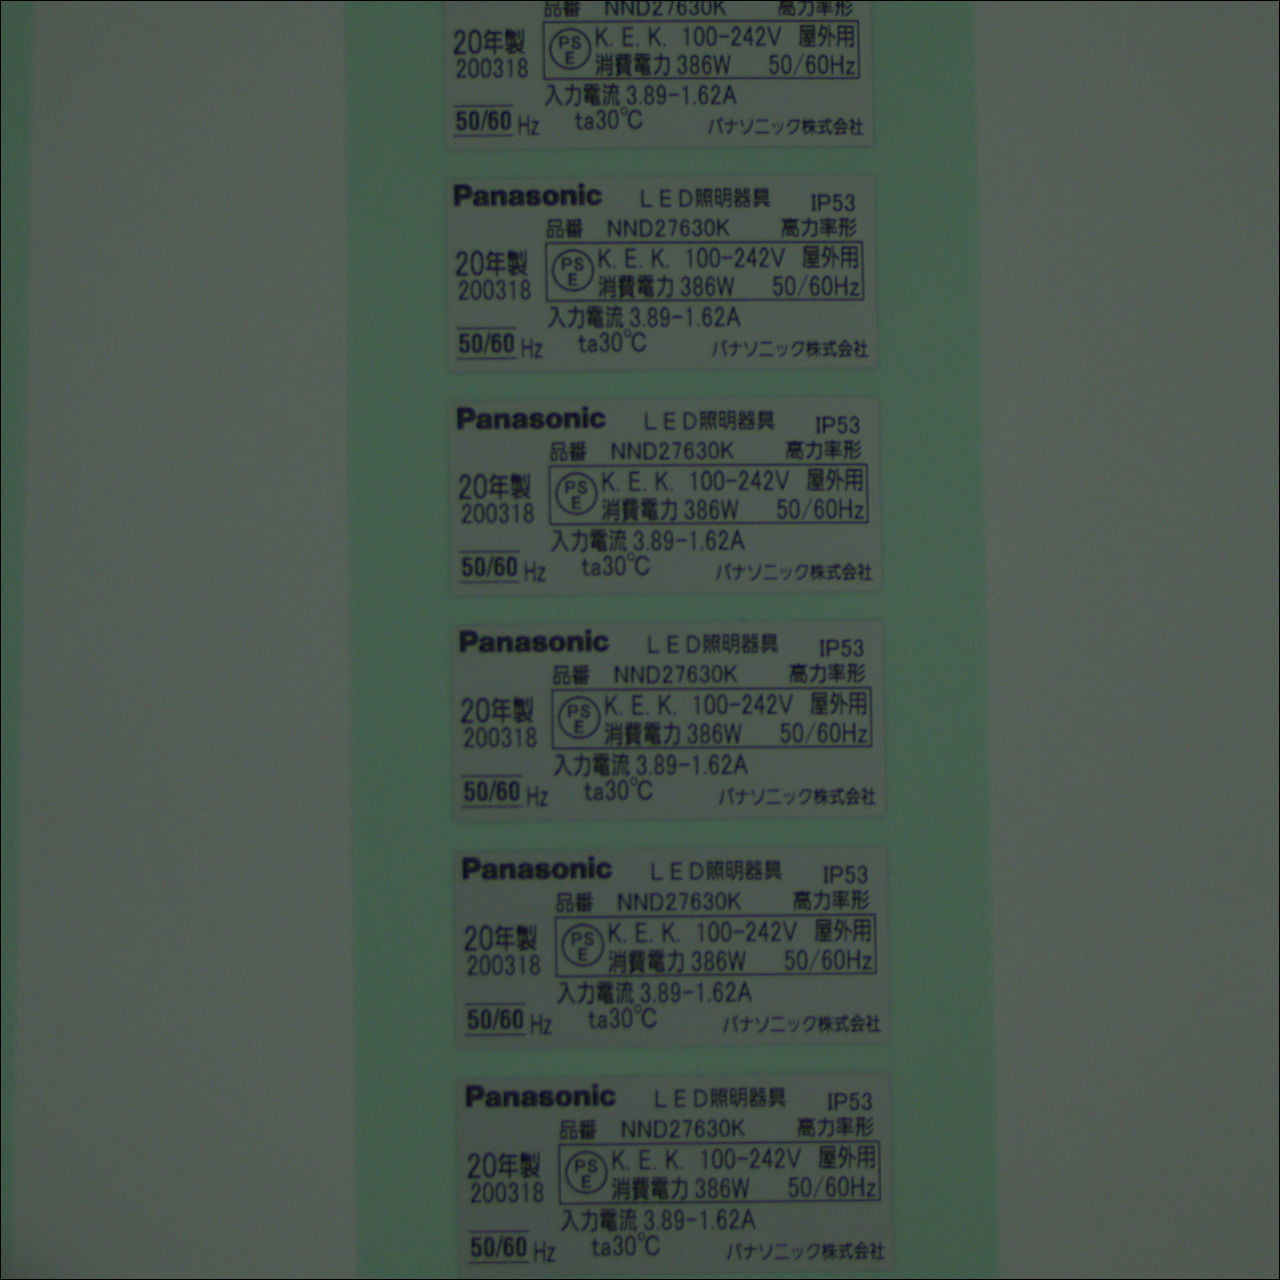 品番 NND27630K 高力率形
20年製 PS E K. E. K. 100-242V 屋外用
200318 消費電力 386W 50/60Hz
入力電流 3.89-1.62A
50/60 Hz ta30℃ パナソニック株式会社
Panasonic LED照明器具 IP53
品番 NND27630K 高力率形
20年製 PS E K. E. K. 100-242V 屋外用
200318 消費電力 386W 50/60Hz
入力電流 3.89-1.62A
50/60 Hz ta30℃ パナソニック株式会社
Panasonic LED照明器具 IP53
品番 NND27630K 高力率形
20年製 PS E K. E. K. 100-242V 屋外用
200318 消費電力 386W 50/60Hz
入力電流 3.89-1.62A
50/60 Hz ta30℃ パナソニック株式会社
Panasonic LED照明器具 IP53
品番 NND27630K 高力率形
20年製 PS E K. E. K. 100-242V 屋外用
200318 消費電力 386W 50/60Hz
入力電流 3.89-1.62A
50/60 Hz ta30℃ パナソニック株式会社
Panasonic LED照明器具 IP53
品番 NND27630K 高力率形
20年製 PS E K. E. K. 100-242V 屋外用
200318 消費電力 386W 50/60Hz
入力電流 3.89-1.62A
50/60 Hz ta30℃ パナソニック株式会社
Panasonic LED照明器具 IP53
品番 NND27630K 高力率形
20年製 PS E K. E. K. 100-242V 屋外用
200318 消費電力 386W 50/60Hz
入力電流 3.89-1.62A
50/60 Hz ta30℃ パナソニック株式会社